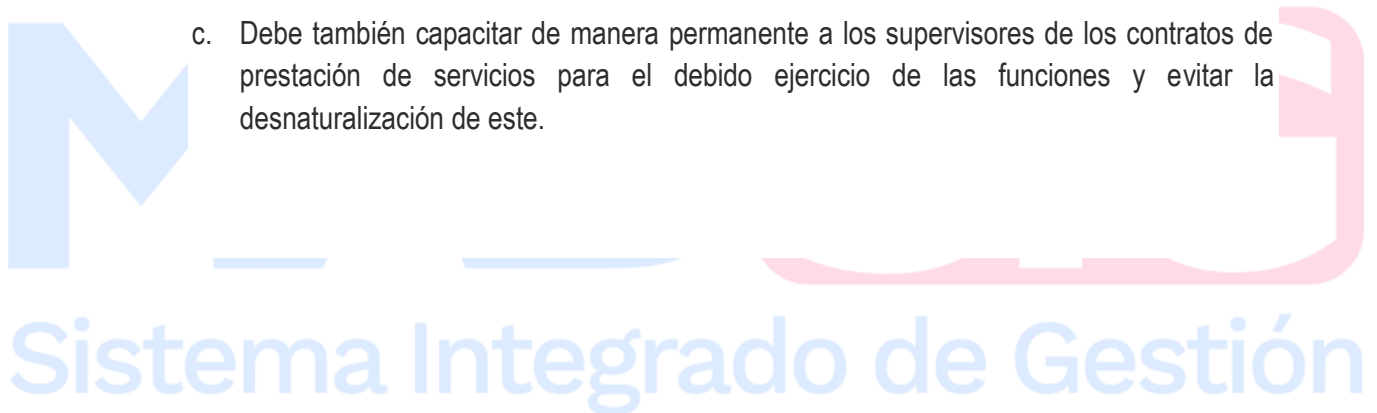 c. Debe también capacitar de manera permanente a los supervisores de los contratos de
prestación de servicios para el debido ejercicio de las funciones y evitar la
desnaturalización de este.
Sistema Integrado de Gestión